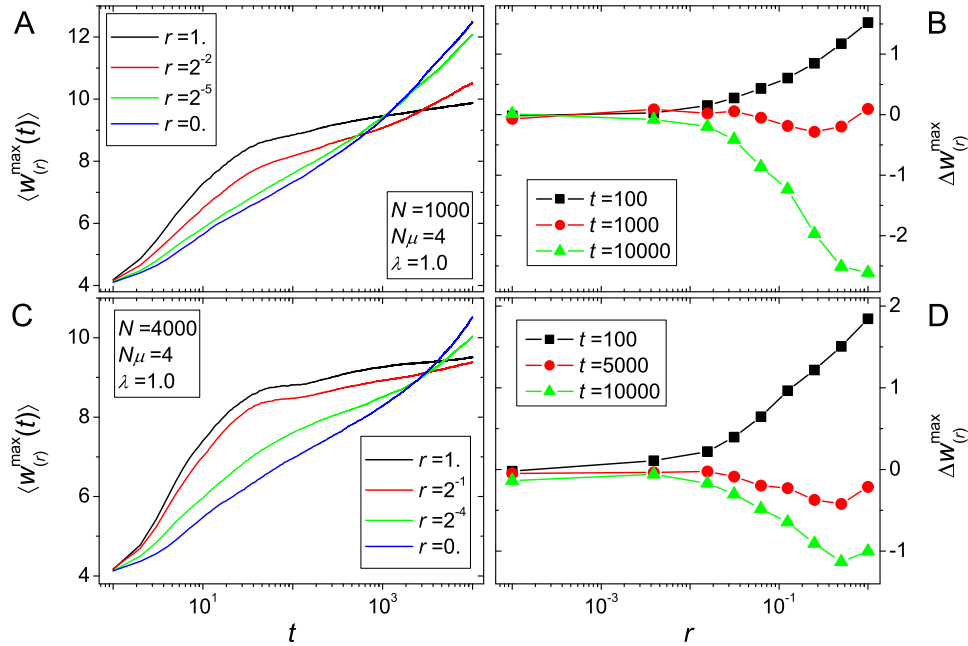 A
12
10
8
6
4
⟨w^max_(r)(t)⟩
r=1.
r=2^-2
r=2^-5
r=0.
N=1000
Nμ=4
λ=1.0
B
1
0
-1
-2
Δw^max_(r)
t=100
t=1000
t=10000
C
10
8
6
4
⟨w^max_(r)(t)⟩
N=4000
Nμ=4
λ=1.0
r=1.
r=2^-1
r=2^-4
r=0.
10^1
10^3
t
D
2
1
0
-1
Δw^max_(r)
t=100
t=5000
t=10000
10^-3
10^-1
r